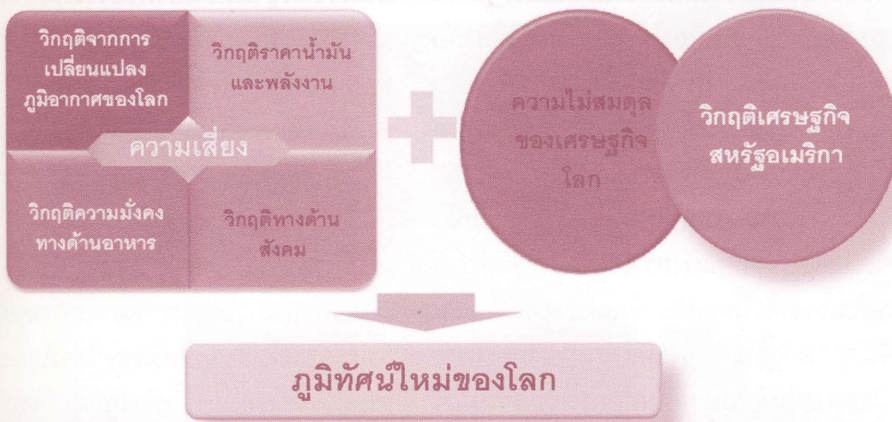 วิกฤติจากการ
เปลี่ยนแปลง
ภูมิอากาศของโลก
วิกฤติราคาน้ำมัน
และพลังงาน
ความเสี่ยง
วิกฤติความมั่งคง
ทางด้านอาหาร
วิกฤติทางด้าน
สังคม
ความไม่สมดุล
ของเศรษฐกิจ
โลก
วิกฤติเศรษฐกิจ
สหรัฐอเมริกา
ภูมิทัศน์ใหม่ของโลก